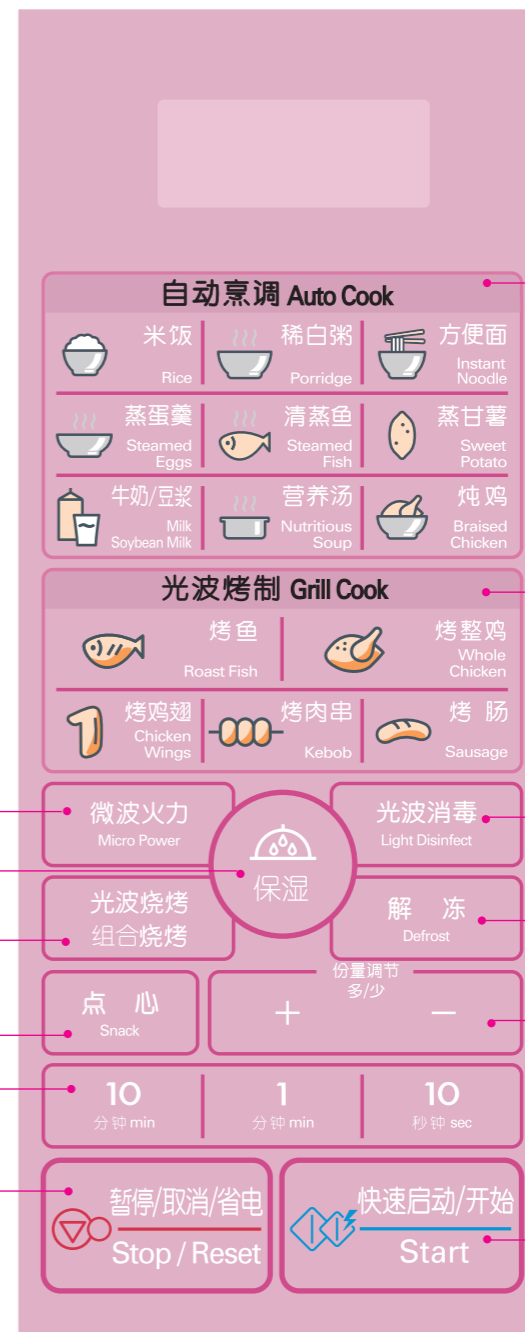 自动烹调 Auto Cook
米饭
Rice
稀白粥
Porridge
方便面
Instant
Noodle
蒸蛋羹
Steamed
Eggs
清蒸鱼
Steamed
Fish
蒸甘薯
Sweet
Potato
牛奶/豆浆
Milk
Soybean Milk
营养汤
Nutritious
Soup
炖鸡
Braised
Chicken
光波烤制 Grill Cook
烤鱼
Roast Fish
烤整鸡
Whole
Chicken
烤鸡翅
Chicken
Wings
烤肉串
Kebob
烤 肠
Sausage
微波火力
Micro Power
光波消毒
Light Disinfect
保湿
光波烧烤
组合烧烤
解 冻
Defrost
点 心
Snack
份量调节
多/少
+ −
10
分钟 min
1
分钟 min
10
秒钟 sec
暂停/取消/省电
Stop / Reset
快速启动/开始
Start